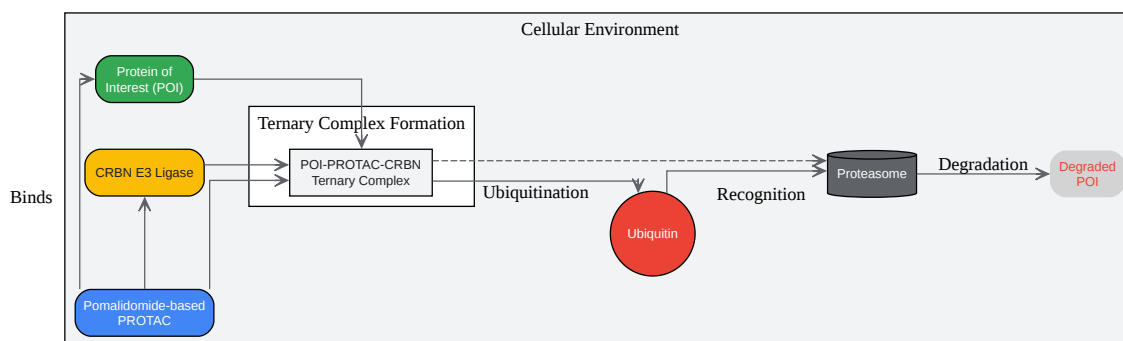 Cellular Environment
Protein of
Interest (POI)
Ternary Complex Formation
POI-PROTAC-CRBN
Ternary Complex
CRBN E3 Ligase
Binds
Ubiquitination
Ubiquitin
Recognition
Proteasome
Degradation
Degraded
POI
Pomalidomide-based
PROTAC